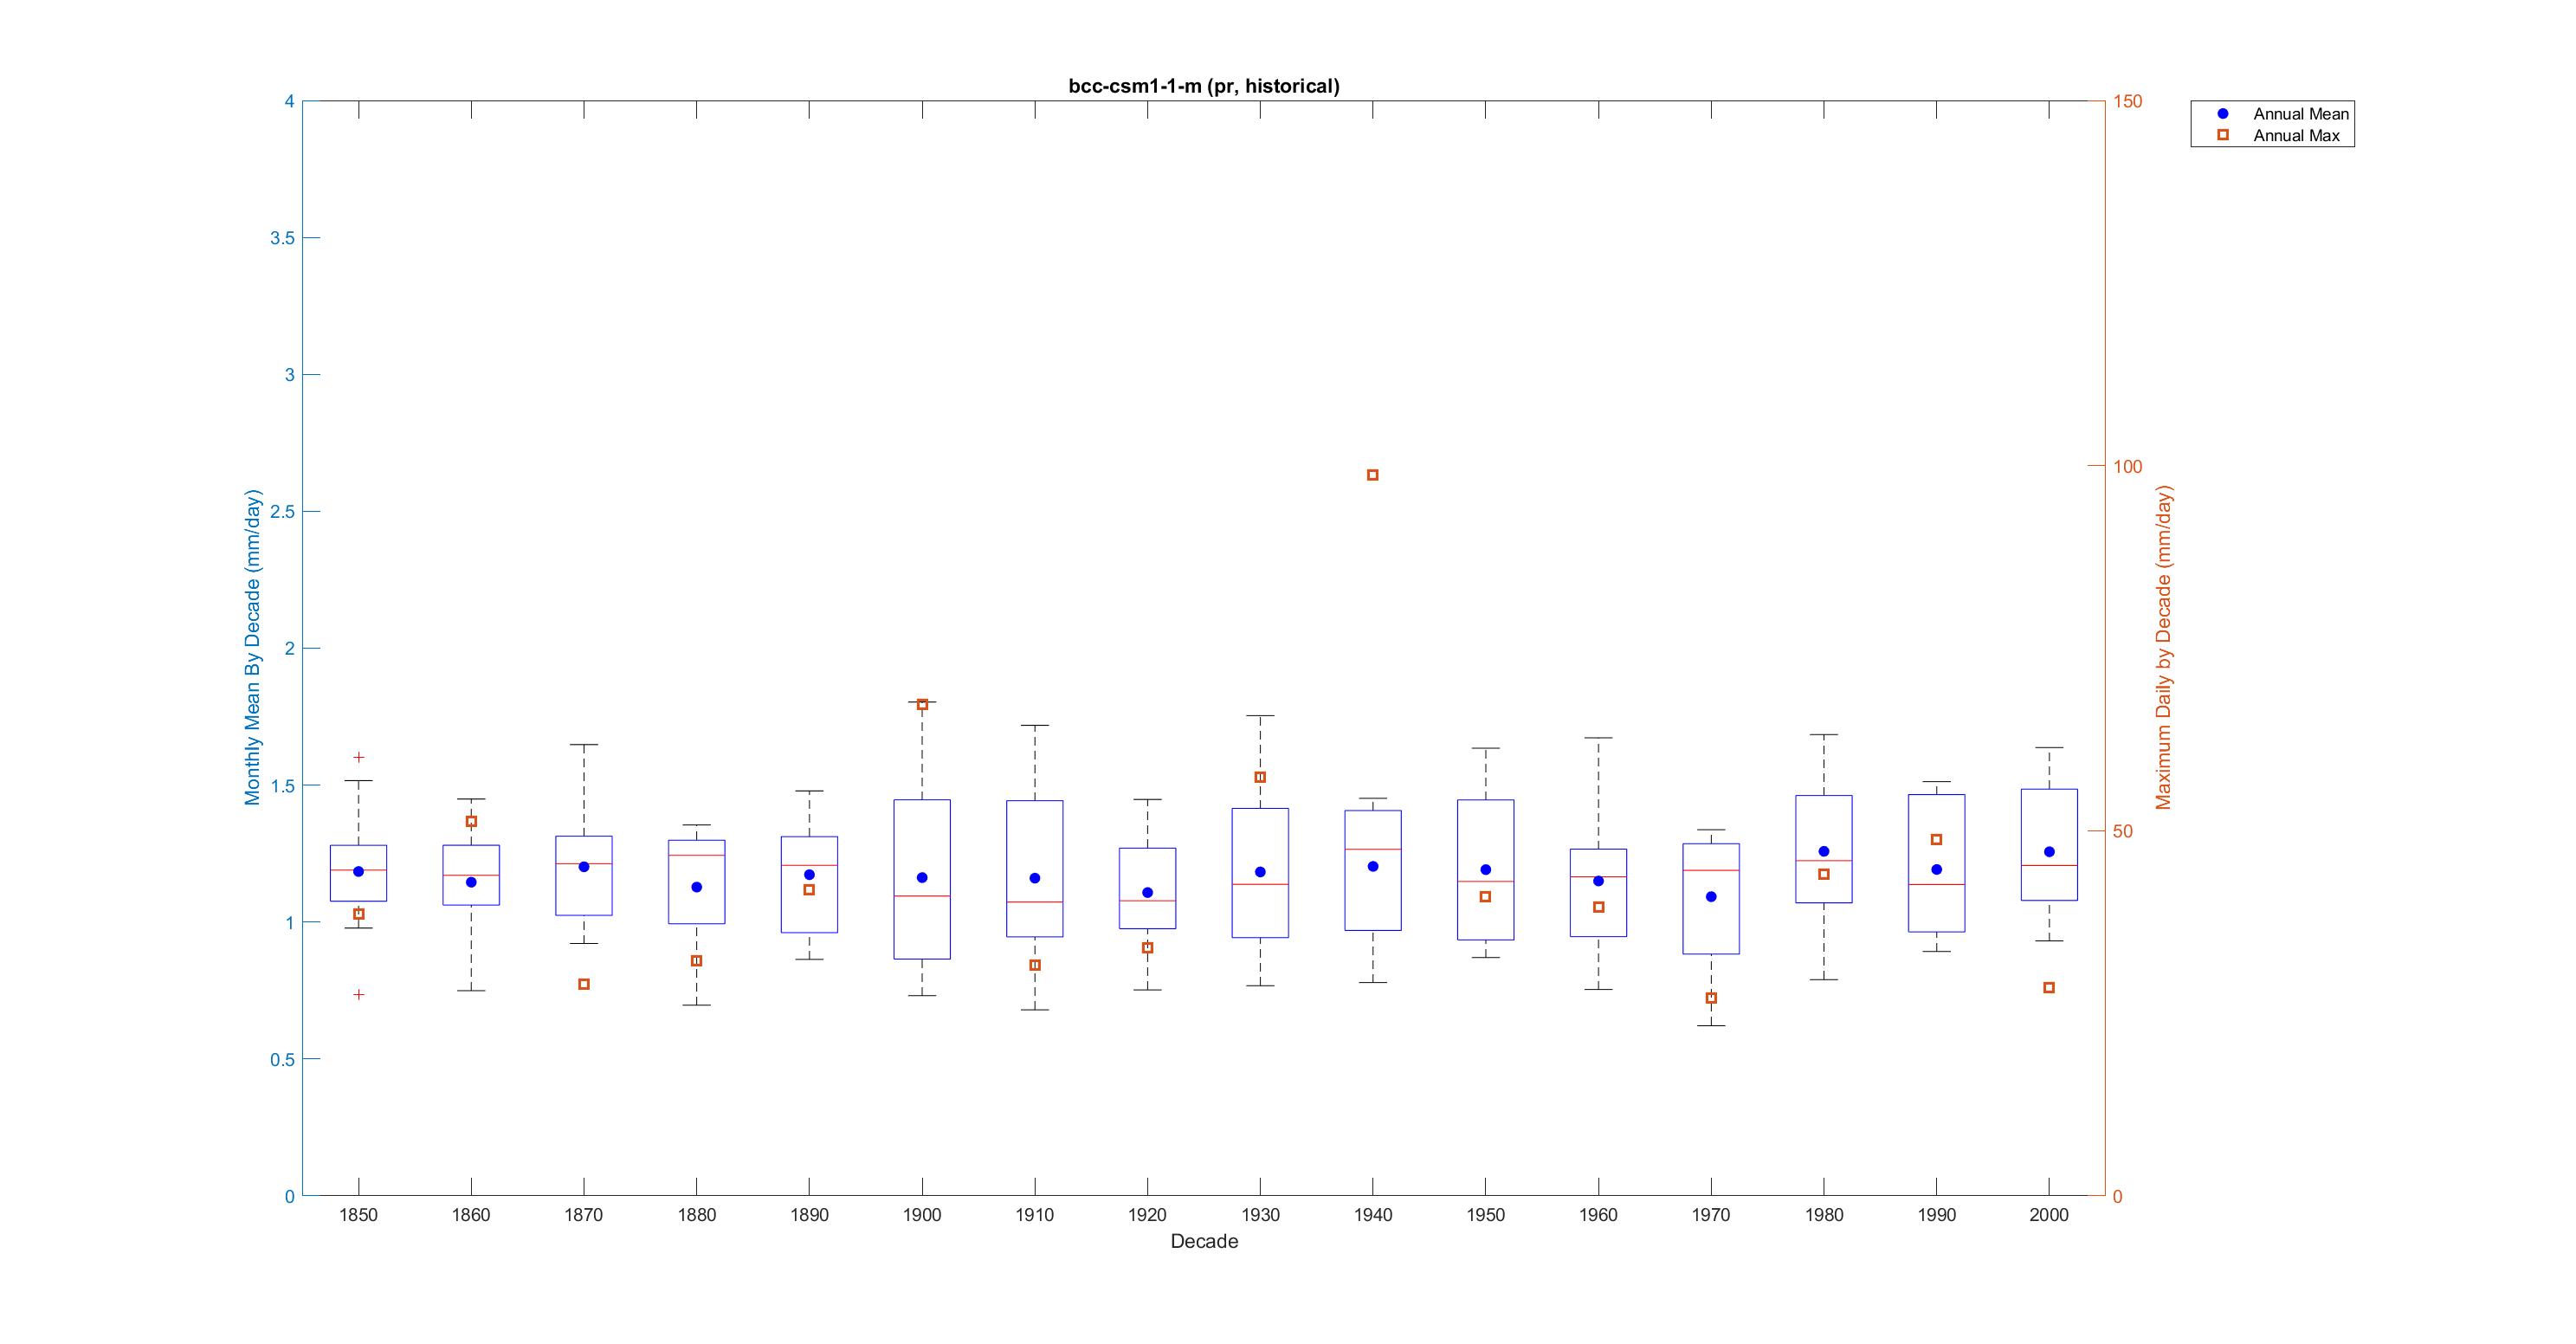 bcc-csm1-1-m (pr, historical)
4
3.5
3
2.5
2
1.5
1
0.5
0
Monthly Mean By Decade (mm/day)
150
100
50
0
Maximum Daily by Decade (mm/day)
Annual Mean
Annual Max
1850 1860 1870 1880 1890 1900 1910 1920 1930 1940 1950 1960 1970 1980 1990 2000
Decade